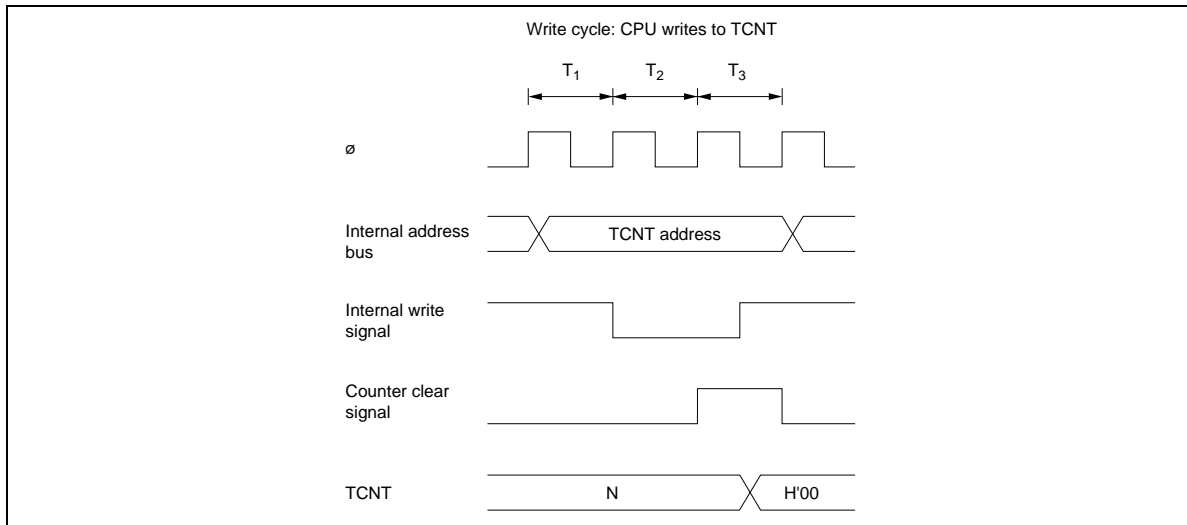 Write cycle: CPU writes to TCNT
T1 T2 T3
ø
Internal address
bus
TCNT address
Internal write
signal
Counter clear
signal
TCNT
N
H'00